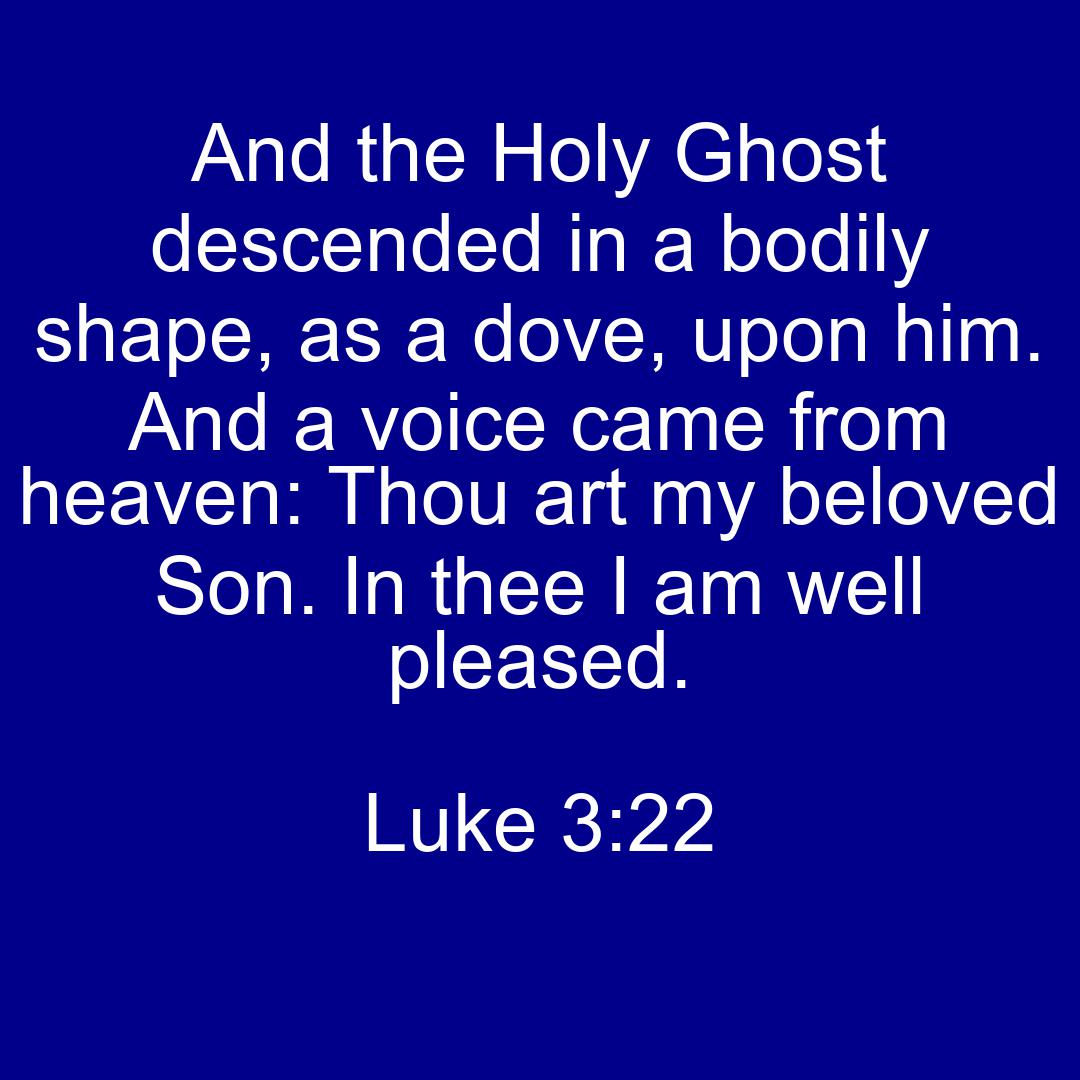 And the Holy Ghost
descended in a bodily
shape, as a dove, upon him.
And a voice came from
heaven: Thou art my beloved
Son. In thee I am well
pleased.
Luke 3:22